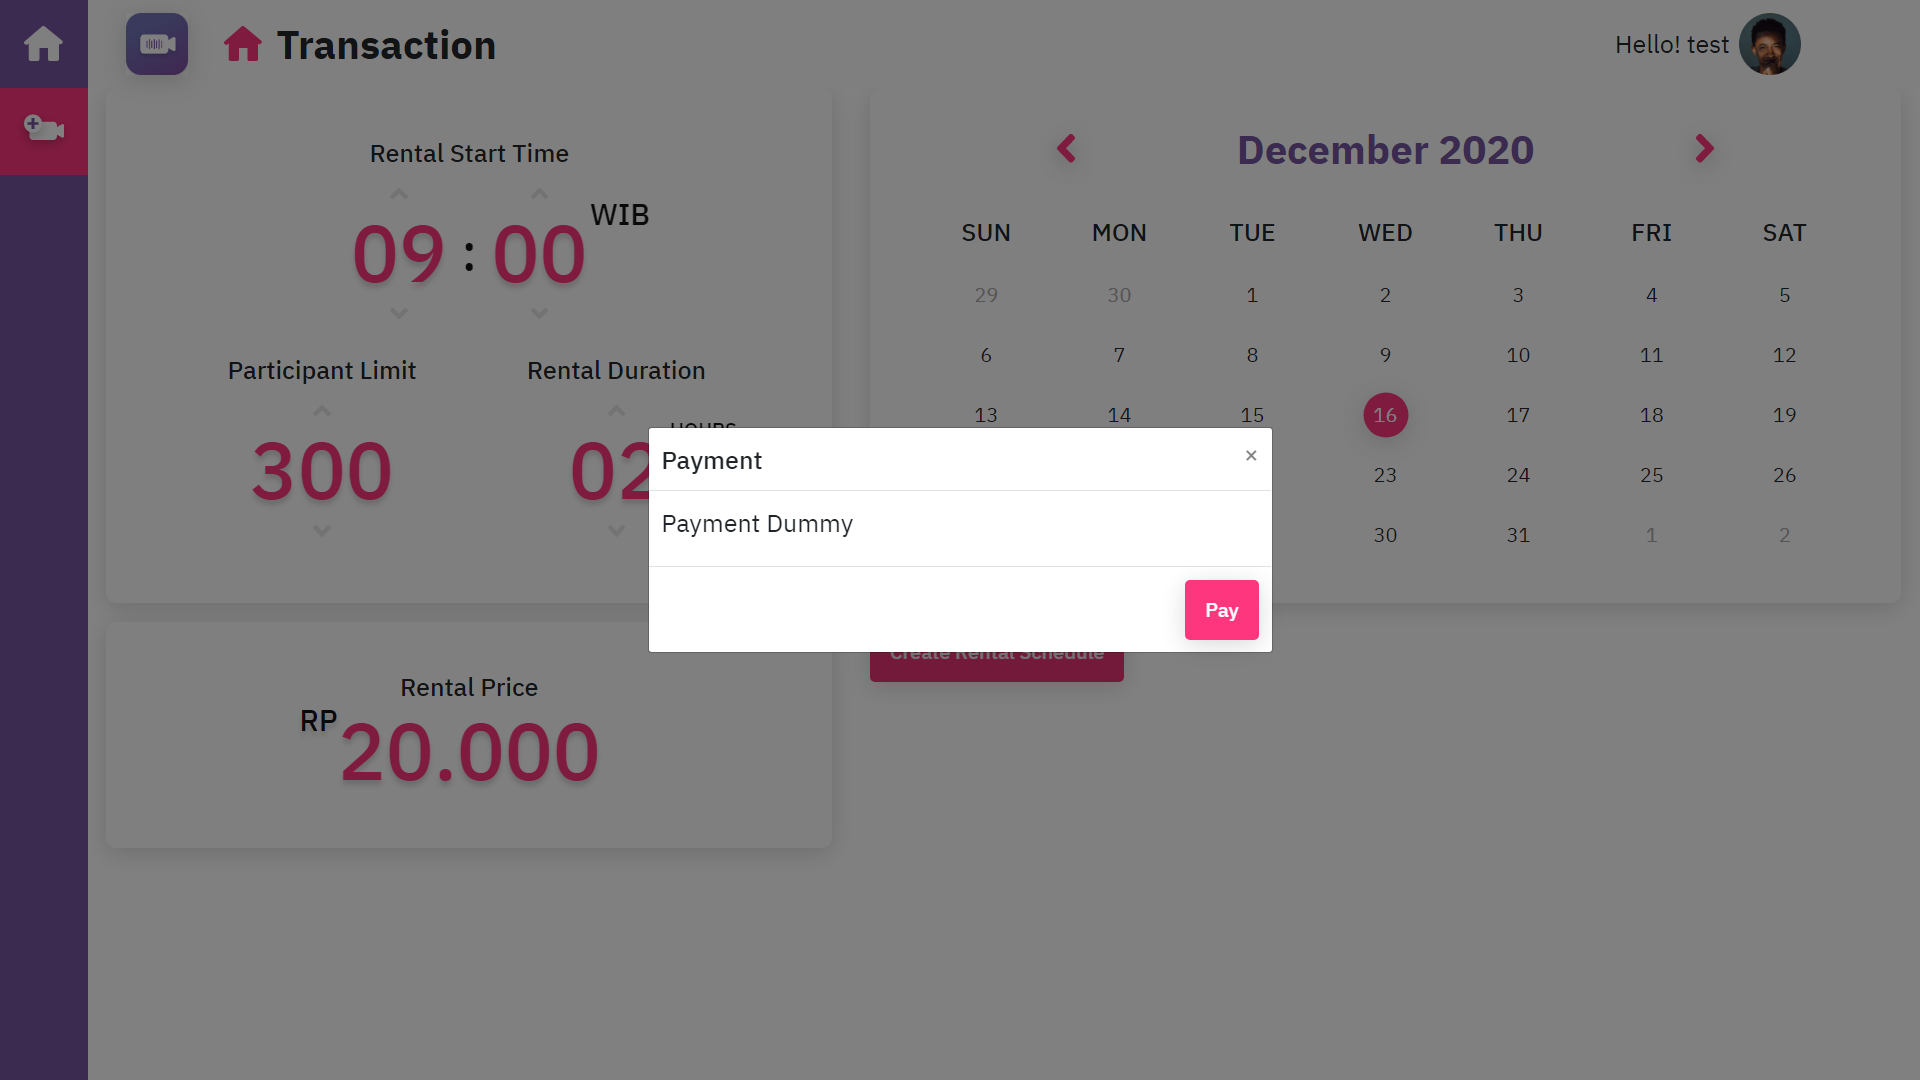 Transaction
Hello! test
Rental Start Time
09 : 00 WIB
Participant Limit
300
Rental Duration
02
HOURS
Rental Price
RP 20.000
December 2020
SUN MON TUE WED THU FRI SAT
29 30 1 2 3 4 5
6 7 8 9 10 11 12
13 14 15 16 17 18 19
23 24 25 26
30 31 1 2
Payment ×
Payment Dummy
Pay
Create Rental Schedule